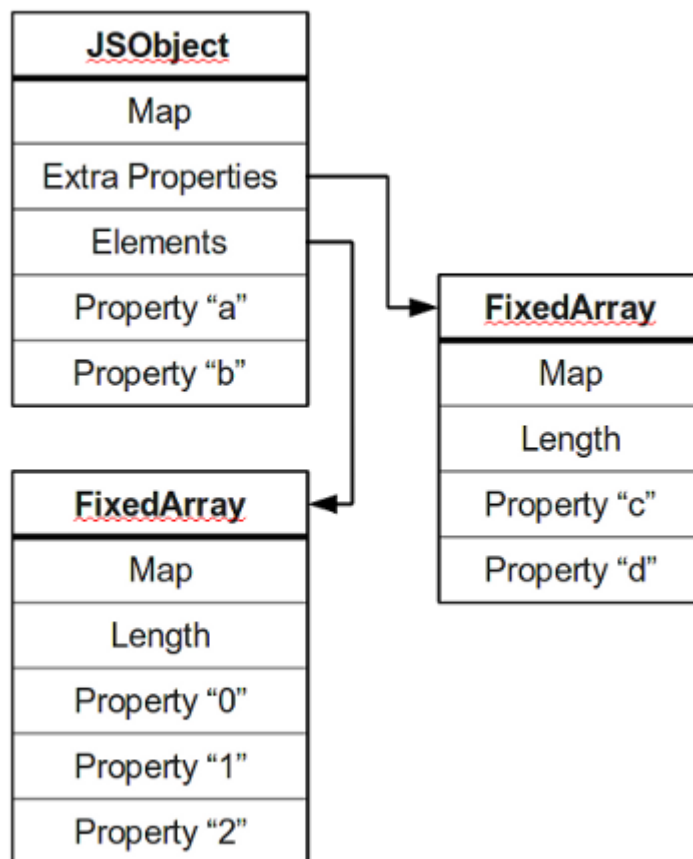 JSObject
Map
Extra Properties
Elements
Property “a”
Property “b”
FixedArray
Map
Length
Property “c”
Property “d”
FixedArray
Map
Length
Property “0”
Property “1”
Property “2”